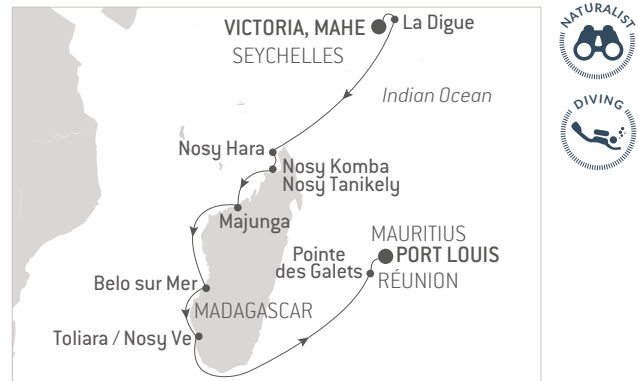 VICTORIA, MAHE
SEYCHELLES
La Digue
Indian Ocean
Nosy Hara
Nosy Komba
Nosy Tanikely
Majunga
MAURITIUS
PORT LOUIS
Pointe
des Galets
RÉUNION
Belo sur Mer
MADAGASCAR
Toliara / Nosy Ve
NATURALIST
DIVING